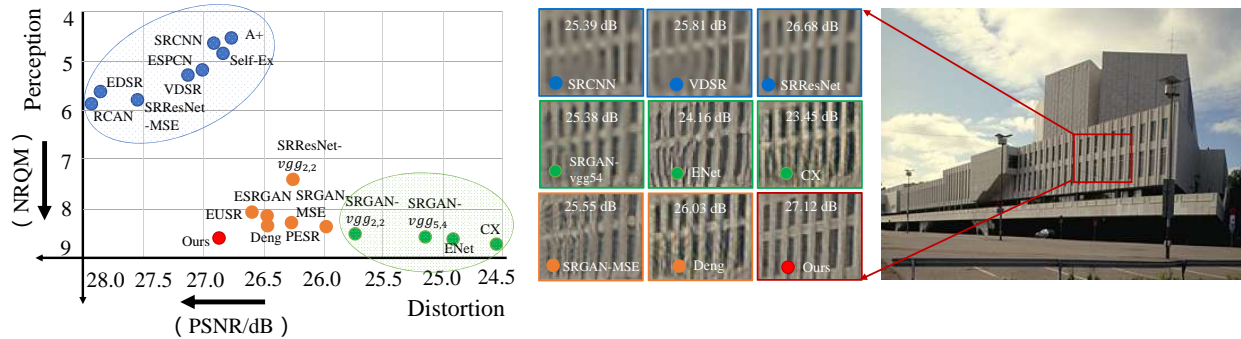 4
5
6
7
8
9
Perception
( NRQM )
SRCNN
A+
ESPCN
Self-Ex
EDSR
VDSR
RCAN
SRResNet
-MSE
SRResNet-
vgg2,2
ESRGAN
SRGAN-
MSE
SRGAN-
vgg2,2
SRGAN-
vgg5,4
EUSR
Ours
Deng
PESR
ENet
CX
28.0
27.0
26.5
26.0
25.5
25.0
24.5
Distortion
( PSNR/dB )
25.39 dB
SRCNN
25.81 dB
VDSR
26.68 dB
SRResNet
25.38 dB
SRGAN-
vgg54
24.16 dB
ENet
23.45 dB
CX
25.55 dB
SRGAN-MSE
26.03 dB
Deng
27.12 dB
Ours